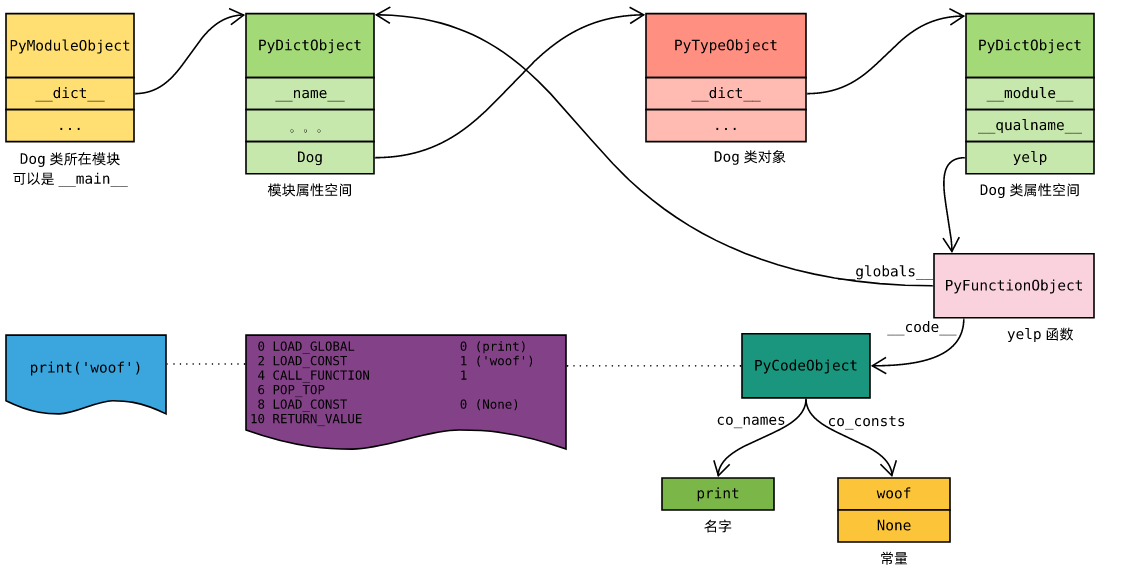 PyModuleObject
__dict__
...
Dog 类所在模块
可以是 __main__
PyDictObject
__name__
。。。
Dog
模块属性空间
PyTypeObject
__dict__
...
Dog 类对象
PyDictObject
__module__
__qualname__
yelp
Dog 类属性空间
__globals__
PyFunctionObject
yelp 函数
__code__
print('woof')
0 LOAD_GLOBAL 0 (print)
2 LOAD_CONST 1 ('woof')
4 CALL_FUNCTION 1
6 POP_TOP
8 LOAD_CONST 0 (None)
10 RETURN_VALUE
PyCodeObject
co_names
co_consts
print
名字
woof
None
常量